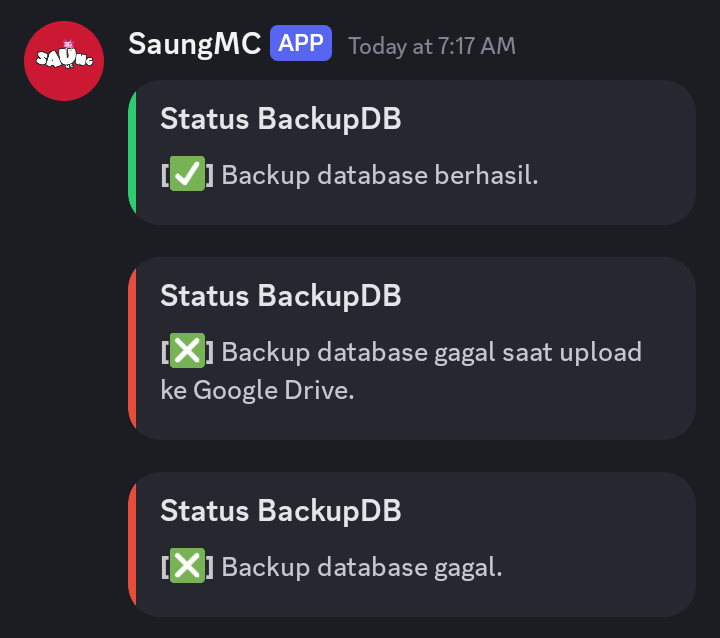 SAUNG
MC
SaungMC APP Today at 7:17 AM
Status BackupDB
[✅] Backup database berhasil.
Status BackupDB
[❎] Backup database gagal saat upload
ke Google Drive.
Status BackupDB
[❎] Backup database gagal.